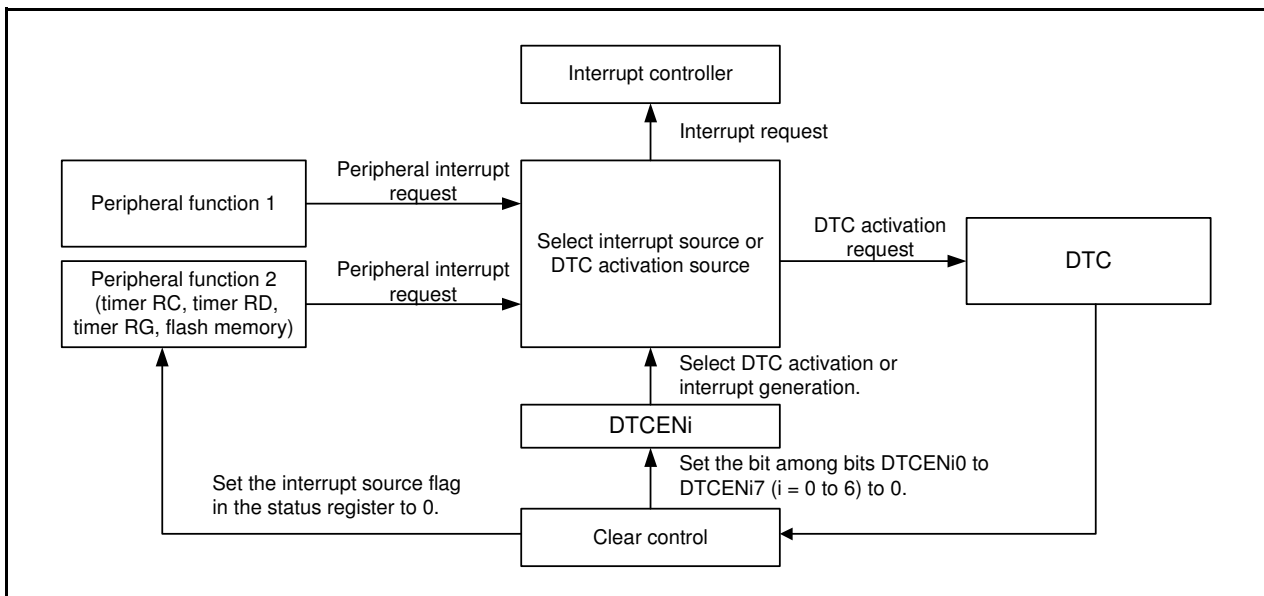 Interrupt controller
Interrupt request
Peripheral function 1
Peripheral interrupt
request
Select interrupt source or
DTC activation source
DTC activation
request
DTC
Peripheral function 2
(timer RC, timer RD,
timer RG, flash memory)
Peripheral interrupt
request
Select DTC activation or
interrupt generation.
DTCENi
Set the interrupt source flag
in the status register to 0.
Set the bit among bits DTCENi0 to
DTCENi7 (i = 0 to 6) to 0.
Clear control